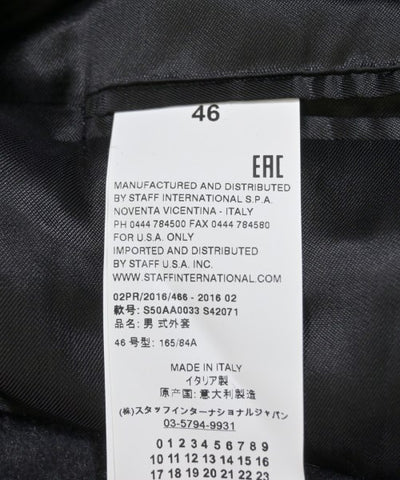 46
EAC
MANUFACTURED AND DISTRIBUTED
BY STAFF INTERNATIONAL S.P.A.
NOVENTA VICENTINA - ITALY
PH 0444 784500 FAX 0444 784580
FOR U.S.A. ONLY
IMPORTED AND DISTRIBUTED
BY STAFF U.S.A. INC.
WWW.STAFFINTERNATIONAL.COM
02PR/2016/466 - 2016 02
款号: S50AA0033 S42071
品名: 男式外套
46 号型: 165/84A
MADE IN ITALY
イタリア製
原产国: 意大利製造
(株) スタッフインターナショナルジャパン
03-5794-9931
0 1 2 3 4 5 6 7 8 9
10 11 12 13 14 15 16
17 18 19 20 21 22 23